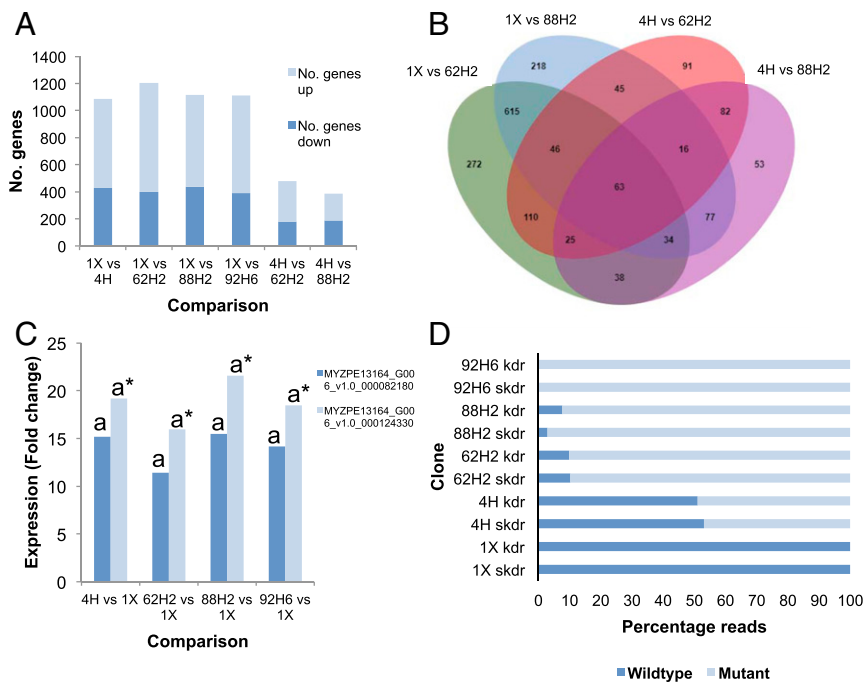 A
1400
1200
1000
800
600
400
200
0
No. genes
No. genes
up
No. genes
down
1X vs
4H
1X vs
62H2
1X vs
88H2
1X vs
92H6
4H vs
62H2
4H vs
88H2
Comparison
B
1X vs 88H2
4H vs 62H2
1X vs 62H2
4H vs 88H2
218
91
45
615
82
46
16
272
53
63
110
77
25
34
38
C
25
20
15
10
5
0
Expression (Fold change)
a
a*
a
a*
a
a*
a
a*
MYZPE13164_G00
6_v1.0_000082180
MYZPE13164_G00
6_v1.0_000124330
4H vs 1X
62H2 vs
1X
88H2 vs
1X
92H6 vs
1X
Comparison
D
Clone
92H6 kdr
92H6 skdr
88H2 kdr
88H2 skdr
62H2 kdr
62H2 skdr
4H kdr
4H skdr
1X kdr
1X skdr
0 10 20 30 40 50 60 70 80 90 100
Percentage reads
Wildtype Mutant